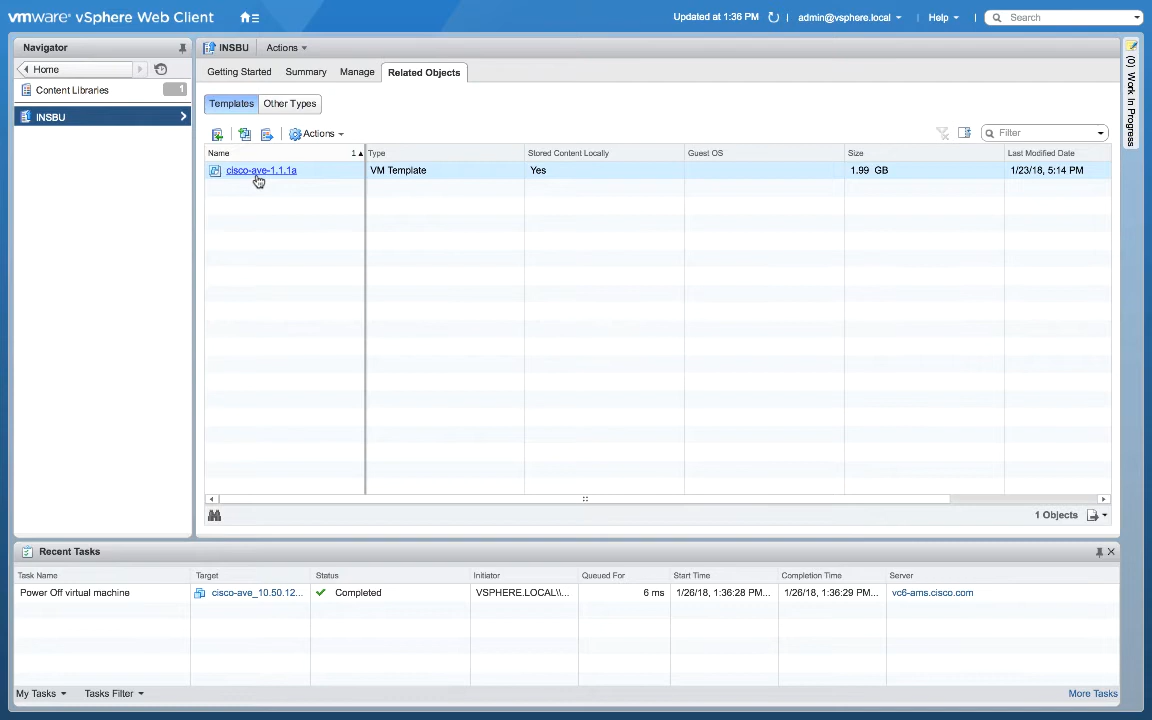 vmware® vSphere Web Client
Updated at 1:36 PM
admin@vsphere.local
Help
Search
Navigator
Home
Content Libraries
1
INSBU
INSBU
Actions
Getting Started
Summary
Manage
Related Objects
Templates
Other Types
Actions
Filter
Name
1
Type
Stored Content Locally
Guest OS
Size
Last Modified Date
cisco-ave-1.1.1a
VM Template
Yes
1.99 GB
1/23/18, 5:14 PM
1 Objects
(0) Work In Progress
Recent Tasks
Task Name
Target
Status
Initiator
Queued For
Start Time
Completion Time
Server
Power Off virtual machine
cisco-ave_10.50.12...
Completed
VSPHERE.LOCAL\\...
6 ms
1/26/18, 1:36:28 PM...
1/26/18, 1:36:29 PM...
vc6-ams.cisco.com
My Tasks
Tasks Filter
More Tasks